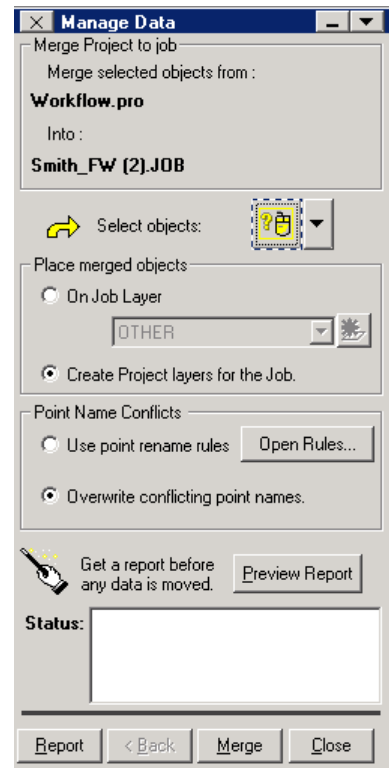 Manage Data
Merge Project to job
Merge selected objects from :
Workflow.pro
Into :
Smith_FW (2).JOB
Select objects:
Place merged objects
On Job Layer
OTHER
Create Project layers for the Job.
Point Name Conflicts
Use point rename rules
Open Rules...
Overwrite conflicting point names.
Get a report before
any data is moved.
Preview Report
Status:
Report
< Back
Merge
Close